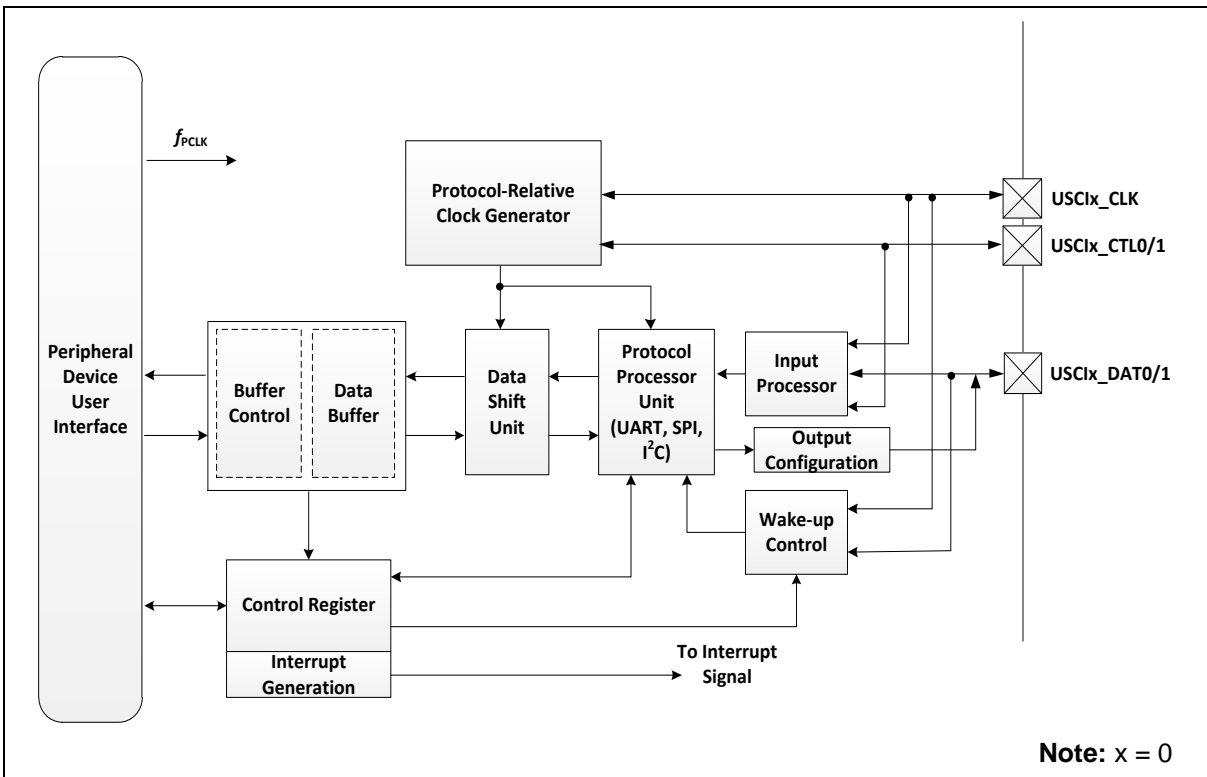 fPCLK
Protocol-Relative
Clock Generator
USCIx_CLK
USCIx_CTL0/1
Peripheral
Device
User
Interface
Buffer
Control
Data
Buffer
Data
Shift
Unit
Protocol
Processor
Unit
(UART, SPI,
I²C)
Input
Processor
USCIx_DAT0/1
Output
Configuration
Wake-up
Control
Control Register
Interrupt
Generation
To Interrupt
Signal
Note: x = 0